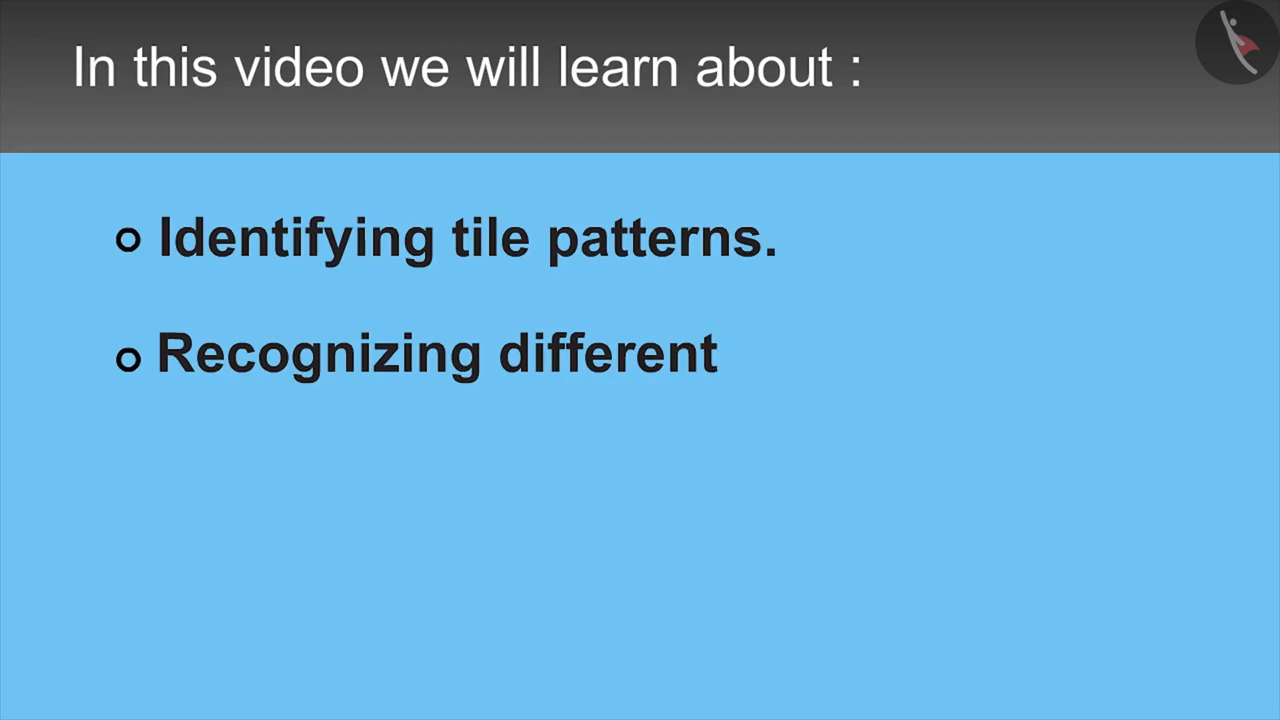 In this video we will learn about :
Identifying tile patterns.
Recognizing different